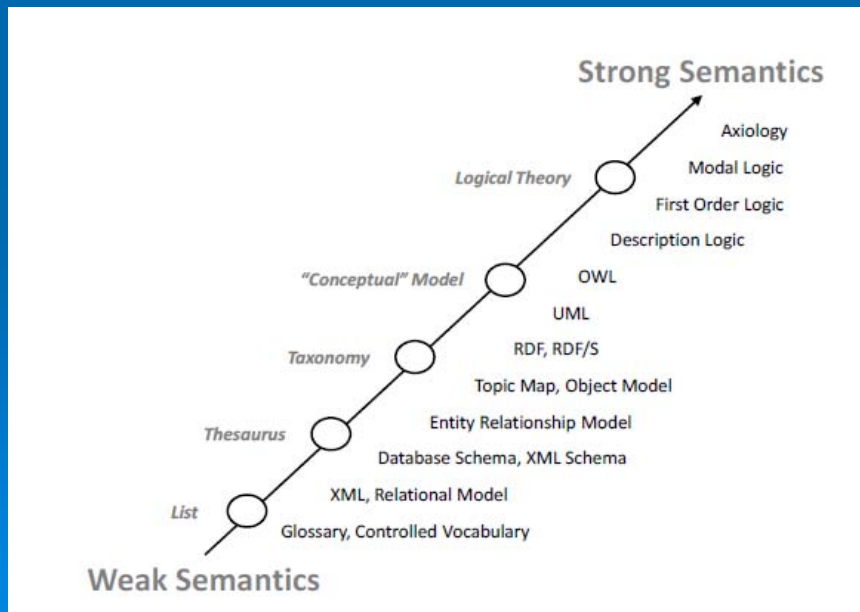 Strong Semantics
Axiology
Modal Logic
Logical Theory
First Order Logic
Description Logic
"Conceptual" Model
OWL
UML
RDF, RDF/S
Taxonomy
Topic Map, Object Model
Entity Relationship Model
Thesaurus
Database Schema, XML Schema
XML, Relational Model
List
Glossary, Controlled Vocabulary
Weak Semantics